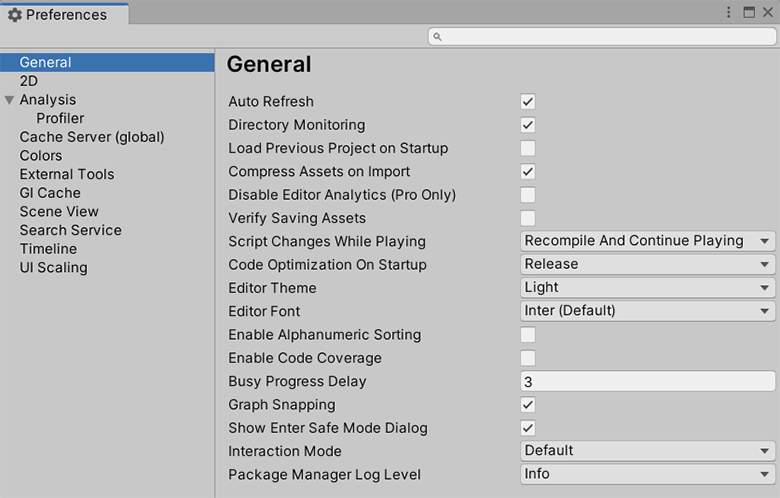 Preferences
General
2D
Analysis
Profiler
Cache Server (global)
Colors
External Tools
GI Cache
Scene View
Search Service
Timeline
UI Scaling
General
Auto Refresh
Directory Monitoring
Load Previous Project on Startup
Compress Assets on Import
Disable Editor Analytics (Pro Only)
Verify Saving Assets
Script Changes While Playing Recompile And Continue Playing
Code Optimization On Startup Release
Editor Theme Light
Editor Font Inter (Default)
Enable Alphanumeric Sorting
Enable Code Coverage
Busy Progress Delay 3
Graph Snapping
Show Enter Safe Mode Dialog
Interaction Mode Default
Package Manager Log Level Info